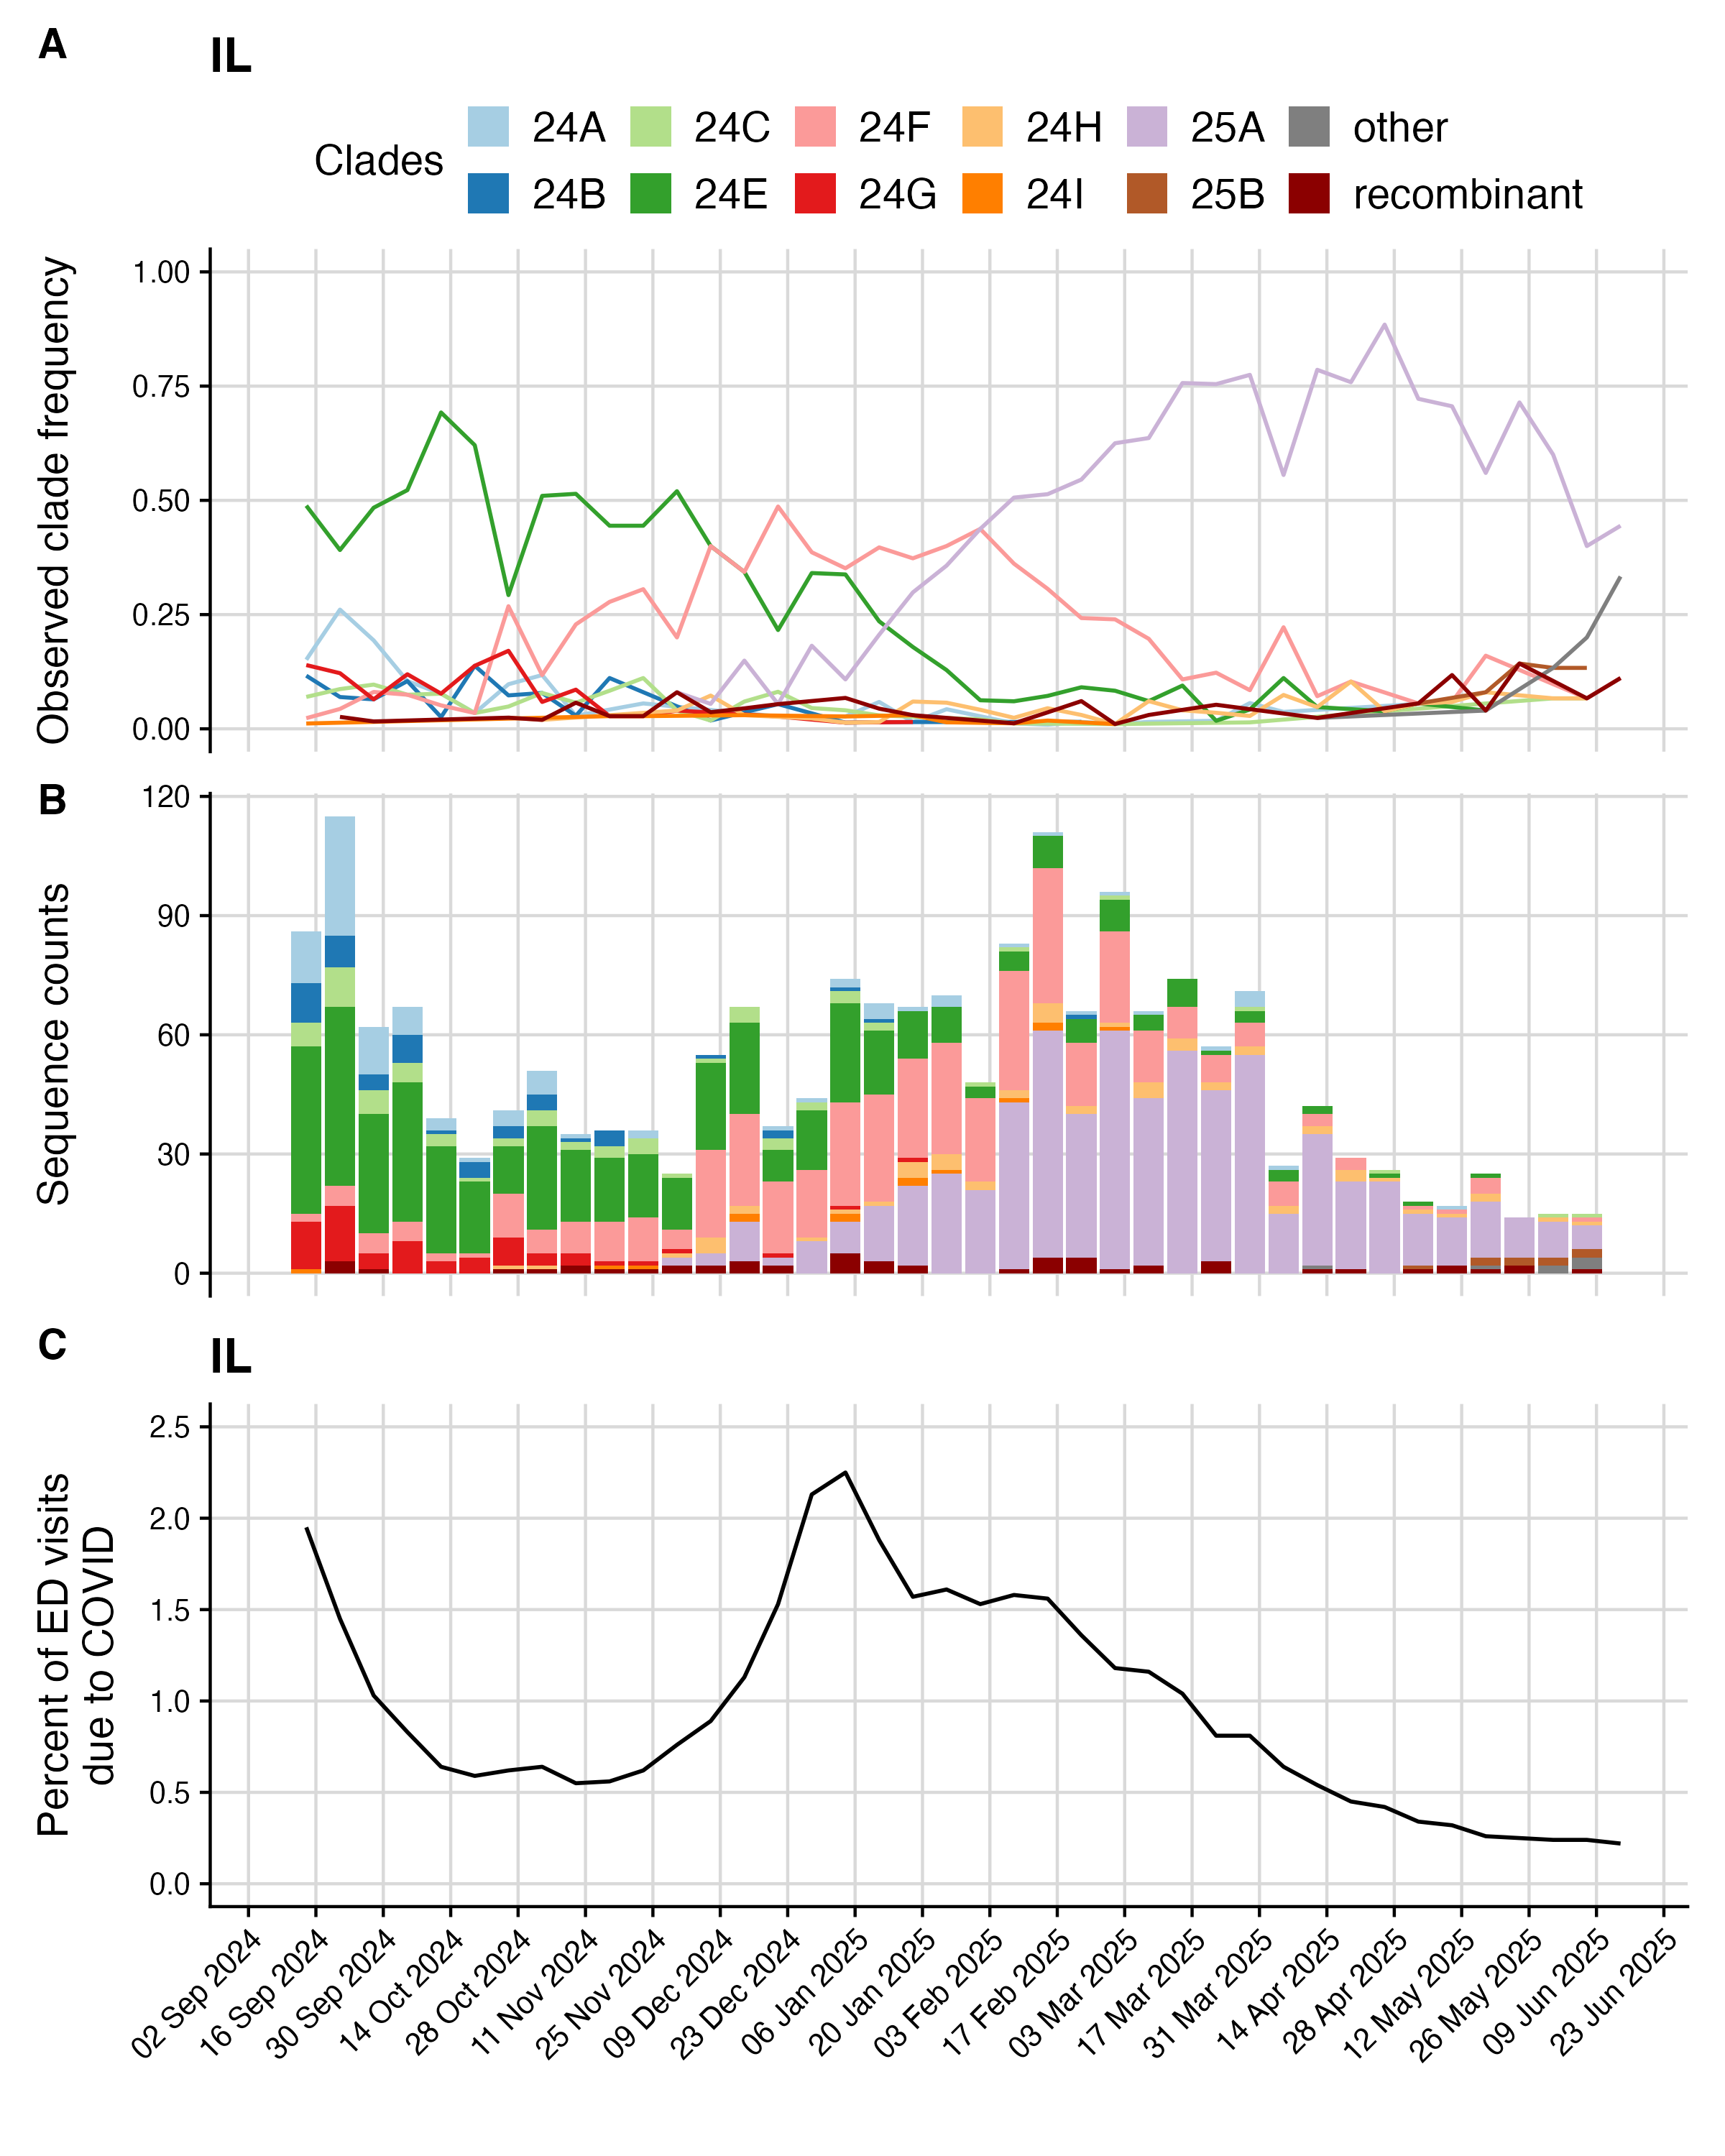 A
IL
Clades
24A 24C 24F 24H 25A other
24B 24E 24G 24I 25B recombinant
Observed clade frequency
1.00
0.75
0.50
0.25
0.00
B
Sequence counts
120
90
60
30
0
C
IL
Percent of ED visits
due to COVID
2.5
2.0
1.5
1.0
0.5
0.0
02 Sep 2024
16 Sep 2024
30 Sep 2024
14 Oct 2024
28 Oct 2024
11 Nov 2024
25 Nov 2024
09 Dec 2024
23 Dec 2024
06 Jan 2025
20 Jan 2025
03 Feb 2025
17 Feb 2025
03 Mar 2025
17 Mar 2025
31 Mar 2025
14 Apr 2025
28 Apr 2025
12 May 2025
26 May 2025
09 Jun 2025
23 Jun 2025